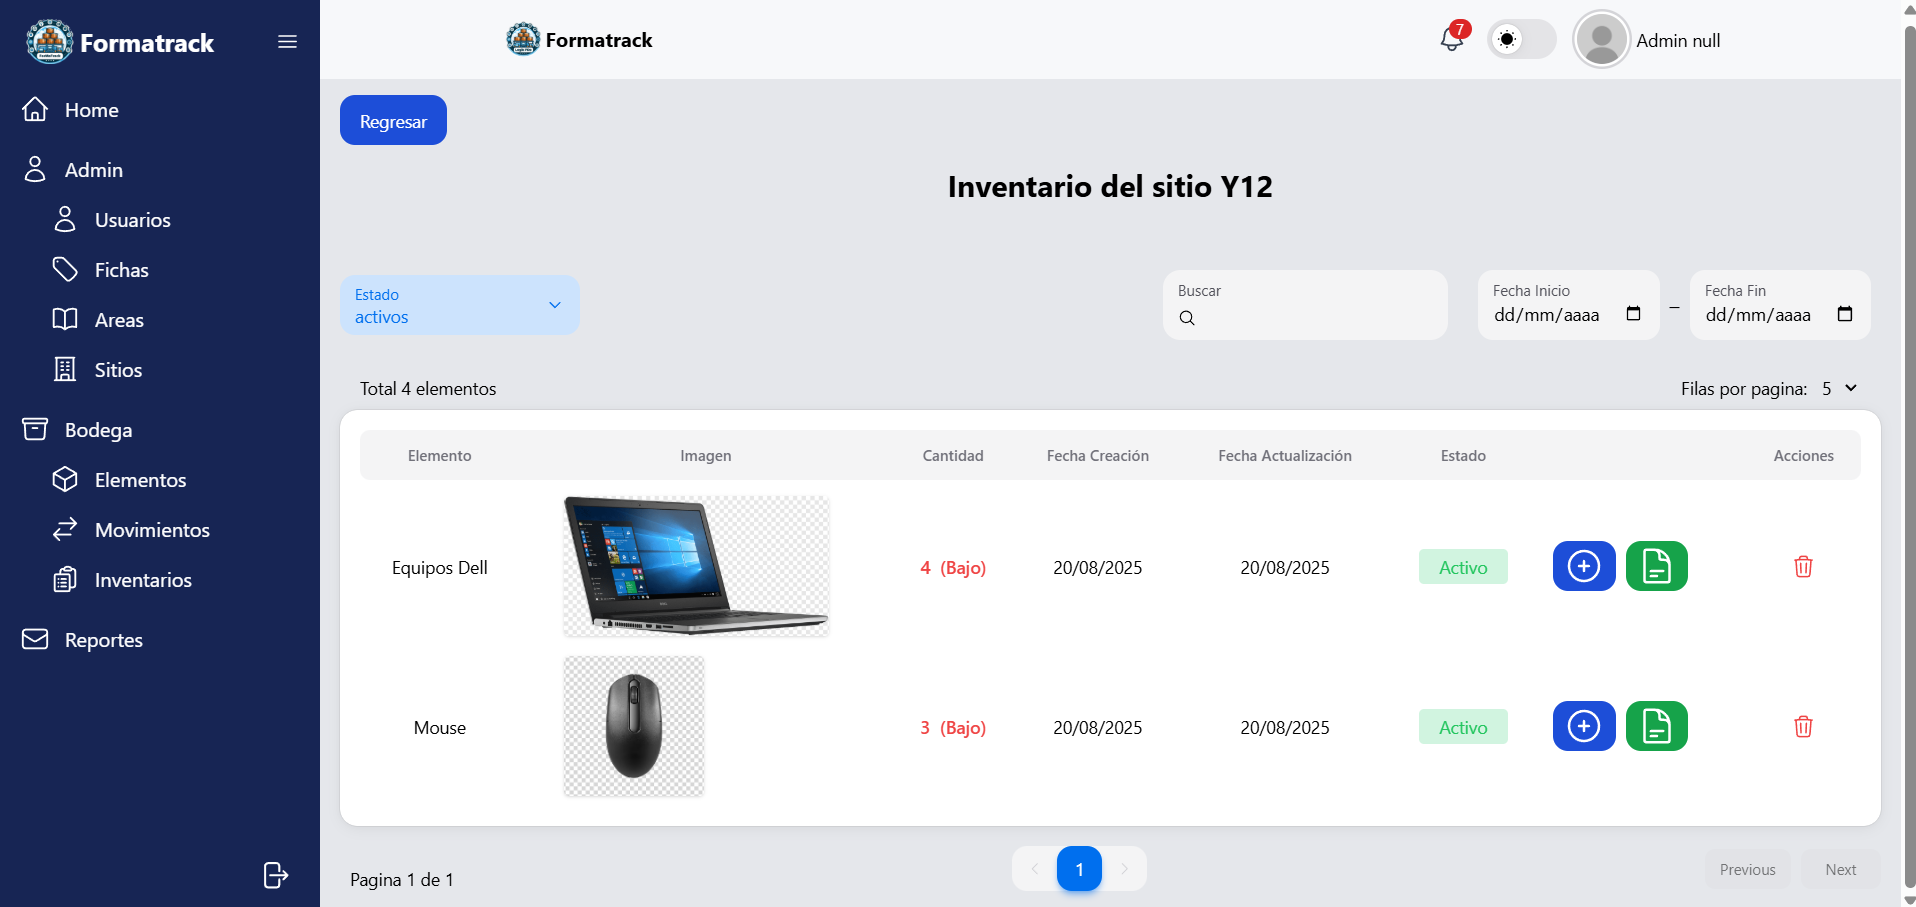 Formatrack
Home
Admin
Usuarios
Fichas
Areas
Sitios
Bodega
Elementos
Movimientos
Inventarios
Reportes
Formatrack
7
Admin null
Regresar
Inventario del sitio Y12
Estado
activos
Buscar
Fecha Inicio
dd/mm/aaaa
–
Fecha Fin
dd/mm/aaaa
Total 4 elementos
Filas por pagina: 5
Elemento Imagen Cantidad Fecha Creación Fecha Actualización Estado Acciones
Equipos Dell 4 (Bajo) 20/08/2025 20/08/2025 Activo
Mouse 3 (Bajo) 20/08/2025 20/08/2025 Activo
Pagina 1 de 1
1
Previous
Next